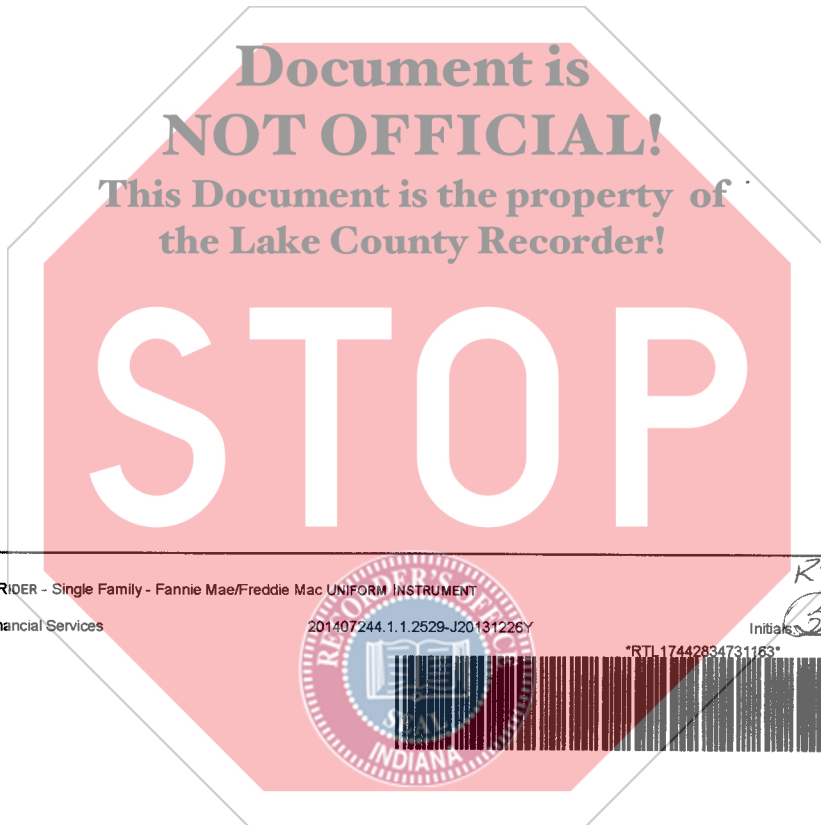 Document is
NOT OFFICIAL!
This Document is the property of
the Lake County Recorder!
STOP
RIDER - Single Family - Fannie Mae/Freddie Mac UNIFORM INSTRUMENT
Financial Services 201407244.1.1.2529-J20131226Y Initials
*RTL17442834731163*
RECORDER'S OFFICE
SEAL
INDIANA